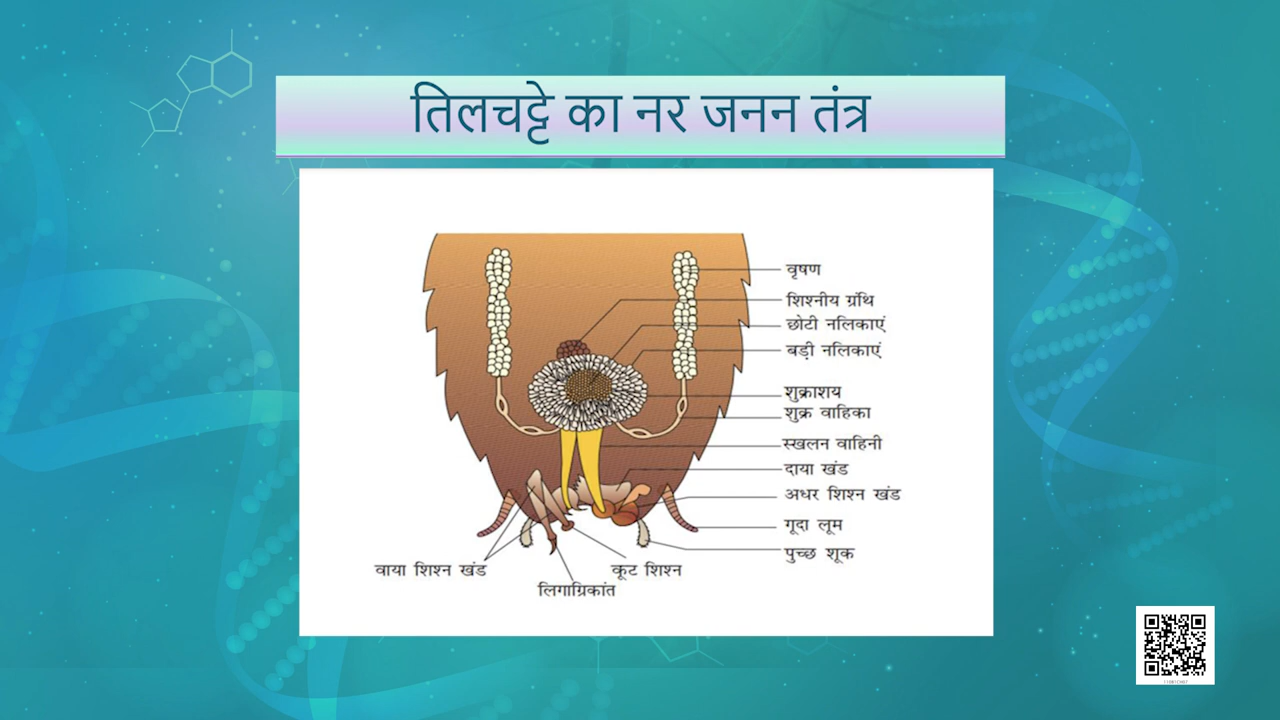 तिलचट्टे का नर जनन तंत्र
वृषण
शिश्नीय ग्रंथि
छोटी नलिकाएं
बड़ी नलिकाएं
शुक्राशय
शुक्र वाहिका
स्खलन वाहिनी
दाया खंड
अधर शिश्न खंड
गूदा लूम
पुच्छ शूक
वाया शिश्न खंड
कूट शिश्न
लिगाग्रिकांत